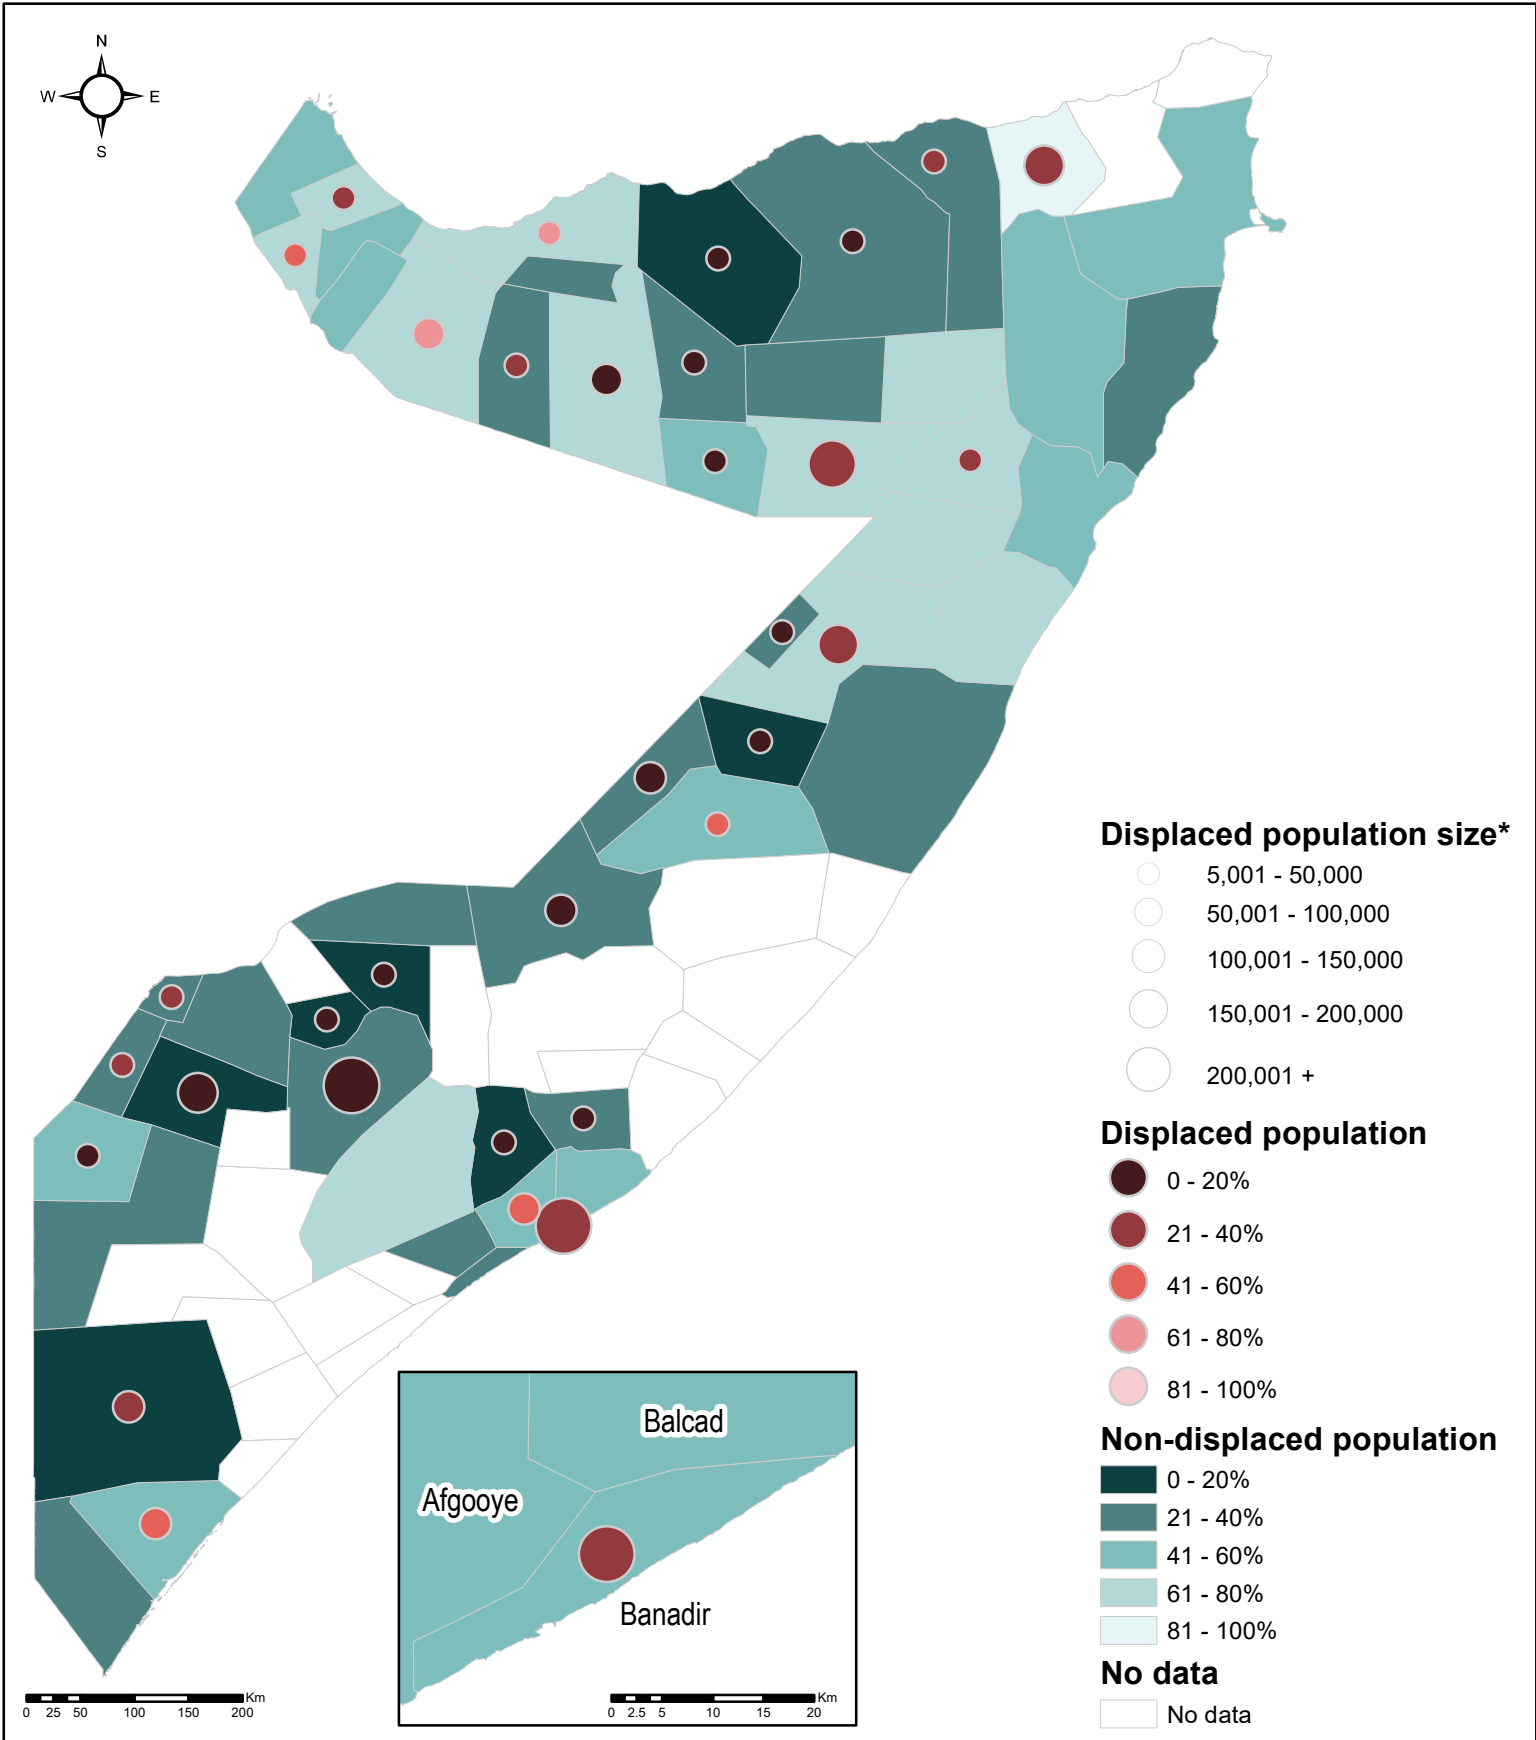 N
W E
S
Displaced population size*
5,001 - 50,000
50,001 - 100,000
100,001 - 150,000
150,001 - 200,000
200,001 +
Displaced population
0 - 20%
21 - 40%
41 - 60%
61 - 80%
81 - 100%
Non-displaced population
0 - 20%
21 - 40%
41 - 60%
61 - 80%
81 - 100%
No data
No data
Balcad
Afgooye
Banadir
Km
0 2.5 5 10 15 20
Km
0 25 50 100 150 200